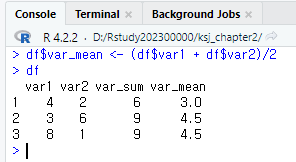 Console Terminal × Background Jobs ×
R R 4.2.2 · D:/Rstudy202300000/ksj_chapter2/
> df$var_mean <- (df$var1 + df$var2)/2
> df
var1 var2 var_sum var_mean
1 4 2 6 3.0
2 3 6 9 4.5
3 8 1 9 4.5
>